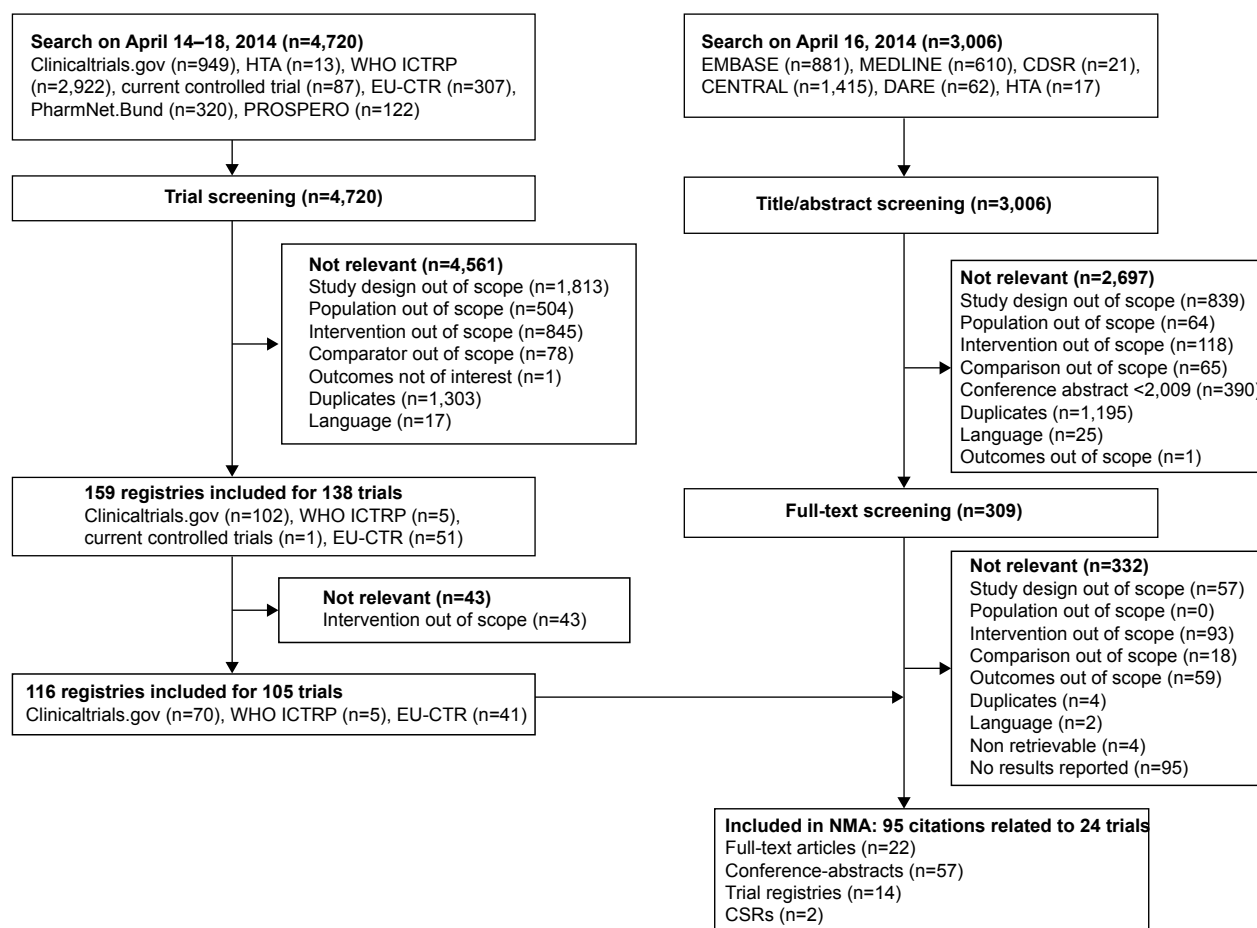 Search on April 14–18, 2014 (n=4,720)
Clinicaltrials.gov (n=949), HTA (n=13), WHO ICTRP
(n=2,922), current controlled trial (n=87), EU-CTR (n=307),
PharmNet.Bund (n=320), PROSPERO (n=122)
Trial screening (n=4,720)
Not relevant (n=4,561)
Study design out of scope (n=1,813)
Population out of scope (n=504)
Intervention out of scope (n=845)
Comparator out of scope (n=78)
Outcomes not of interest (n=1)
Duplicates (n=1,303)
Language (n=17)
159 registries included for 138 trials
Clinicaltrials.gov (n=102), WHO ICTRP (n=5),
current controlled trials (n=1), EU-CTR (n=51)
Not relevant (n=43)
Intervention out of scope (n=43)
116 registries included for 105 trials
Clinicaltrials.gov (n=70), WHO ICTRP (n=5), EU-CTR (n=41)
Search on April 16, 2014 (n=3,006)
EMBASE (n=881), MEDLINE (n=610), CDSR (n=21),
CENTRAL (n=1,415), DARE (n=62), HTA (n=17)
Title/abstract screening (n=3,006)
Not relevant (n=2,697)
Study design out of scope (n=839)
Population out of scope (n=64)
Intervention out of scope (n=118)
Comparison out of scope (n=65)
Conference abstract <2,009 (n=390)
Duplicates (n=1,195)
Language (n=25)
Outcomes out of scope (n=1)
Full-text screening (n=309)
Not relevant (n=332)
Study design out of scope (n=57)
Population out of scope (n=0)
Intervention out of scope (n=93)
Comparison out of scope (n=18)
Outcomes out of scope (n=59)
Duplicates (n=4)
Language (n=2)
Non retrievable (n=4)
No results reported (n=95)
Included in NMA: 95 citations related to 24 trials
Full-text articles (n=22)
Conference-abstracts (n=57)
Trial registries (n=14)
CSRs (n=2)